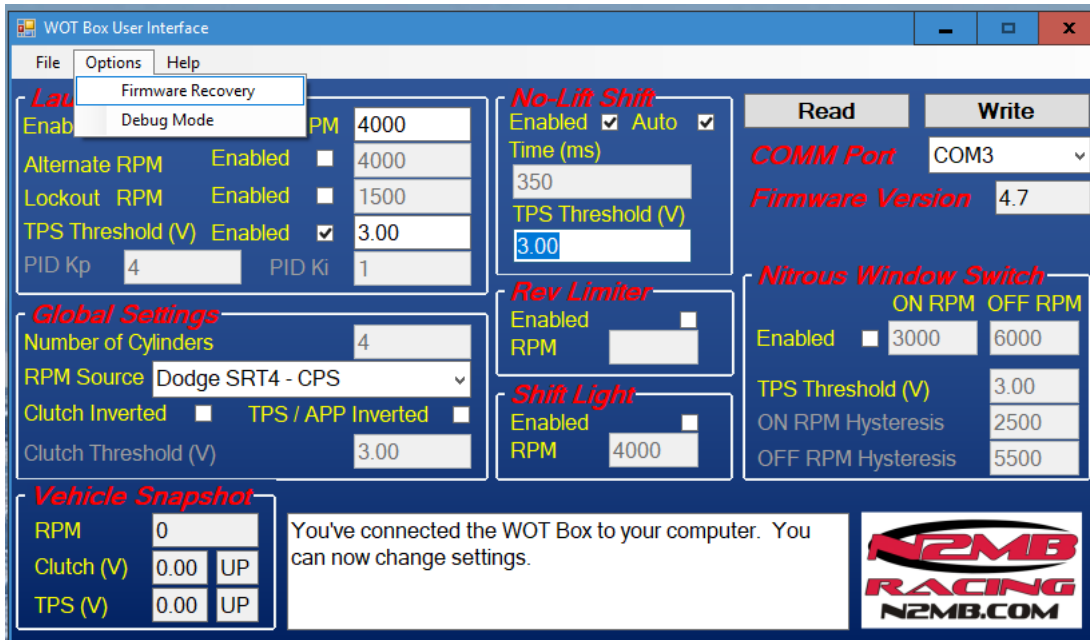 WOT Box User Interface
File Options Help
Firmware Recovery
Debug Mode
PM 4000
Alternate RPM Enabled 4000
Lockout RPM Enabled 1500
TPS Threshold (V) Enabled 3.00
PID Kp 4 PID Ki 1
Global Settings
Number of Cylinders 4
RPM Source Dodge SRT4 - CPS
Clutch Inverted TPS / APP Inverted
Clutch Threshold (V) 3.00
Vehicle Snapshot
RPM 0
Clutch (V) 0.00 UP
TPS (V) 0.00 UP
No-Lift Shift
Enabled Auto
Time (ms)
350
TPS Threshold (V)
3.00
Rev Limiter
Enabled
RPM
Shift Light
Enabled
RPM 4000
Read Write
COMM Port COM3
Firmware Version 4.7
Nitrous Window Switch
ON RPM OFF RPM
Enabled 3000 6000
TPS Threshold (V) 3.00
ON RPM Hysteresis 2500
OFF RPM Hysteresis 5500
You've connected the WOT Box to your computer. You
can now change settings.
N2MB
RACING
N2MB.COM